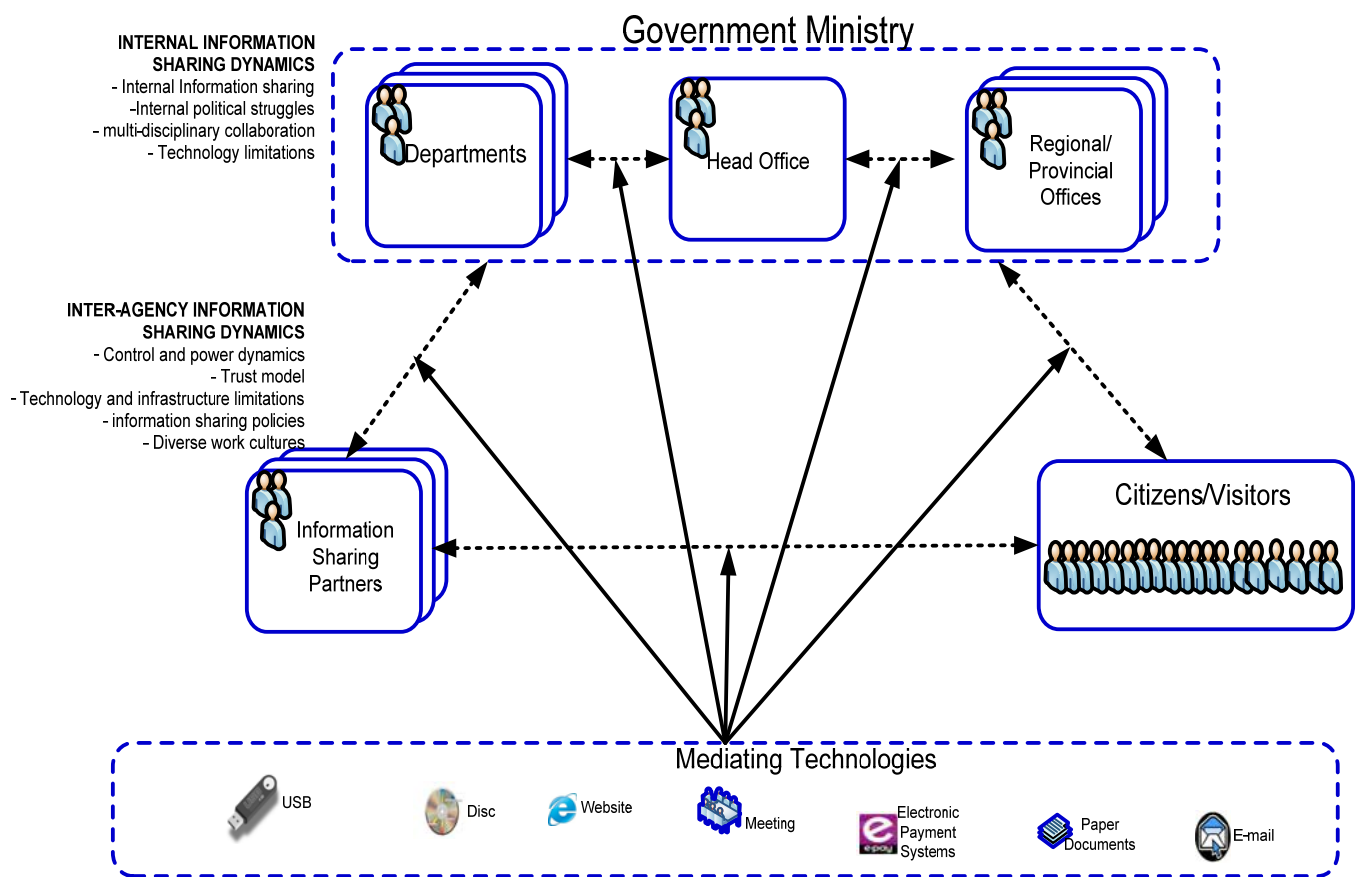 Government Ministry
INTERNAL INFORMATION
SHARING DYNAMICS
- Internal Information sharing
-Internal political struggles
- multi-disciplinary collaboration
- Technology limitations
Departments
Head Office
Regional/
Provincial
Offices
INTER-AGENCY INFORMATION
SHARING DYNAMICS
- Control and power dynamics
- Trust model
- Technology and infrastructure limitations
- information sharing policies
- Diverse work cultures
Information
Sharing
Partners
Citizens/Visitors
Mediating Technologies
USB
Disc
Website
Meeting
e
e-pay
Electronic
Payment
Systems
Paper
Documents
E-mail